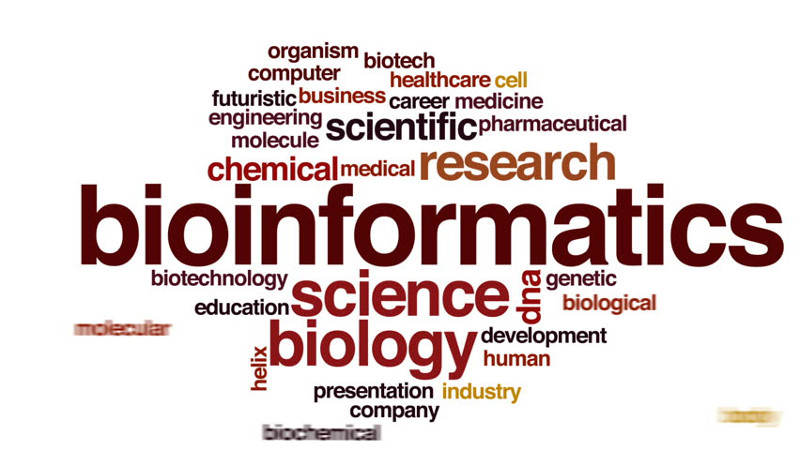 organism biotech
computer healthcare cell
futuristic business career medicine
engineering scientific pharmaceutical
molecule
chemical medical research
bioinformatics
biotechnology science dna genetic
education biological
molecular
biology development
helix human
presentation industry
company
biochemical